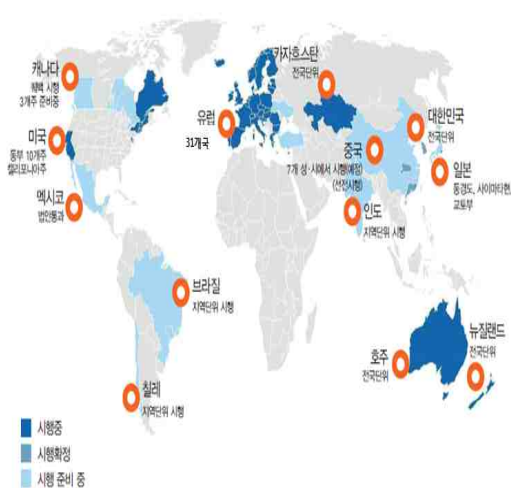 캐나다
퀘백 시행
3개주 준비중
미국
동부 10개주
캘리포니아주
멕시코
법안통과
유럽
31개국
카자흐스탄
전국단위
중국
7개 성·시에서 시행(예정)
(선전시행)
대한민국
전국단위
일본
동경도, 사이타마현,
교토부
인도
지역단위 시행
브라질
지역단위 시행
칠레
지역단위 시행
호주
전국단위
뉴질랜드
전국단위
시행중
시행확정
시행 준비 중